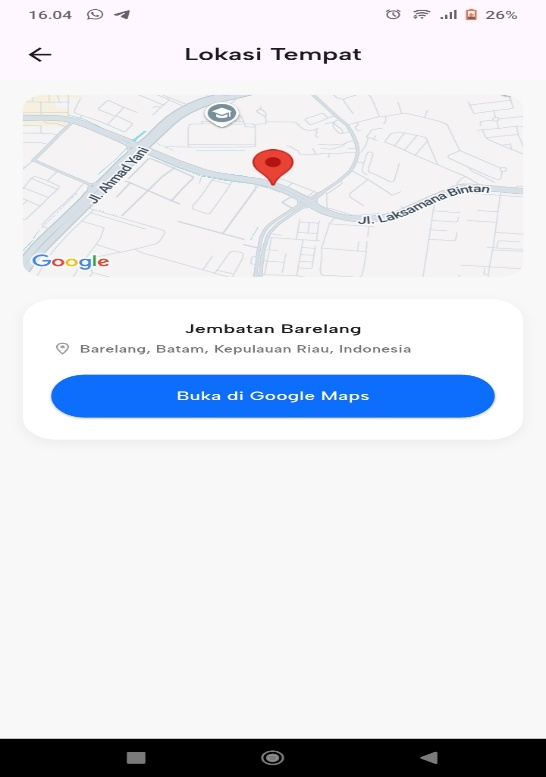 16.04
26%
Lokasi Tempat
Jl. Ahmad Yani
Jl. Laksamana Bintan
Google
Jembatan Barelang
Barelang, Batam, Kepulauan Riau, Indonesia
Buka di Google Maps